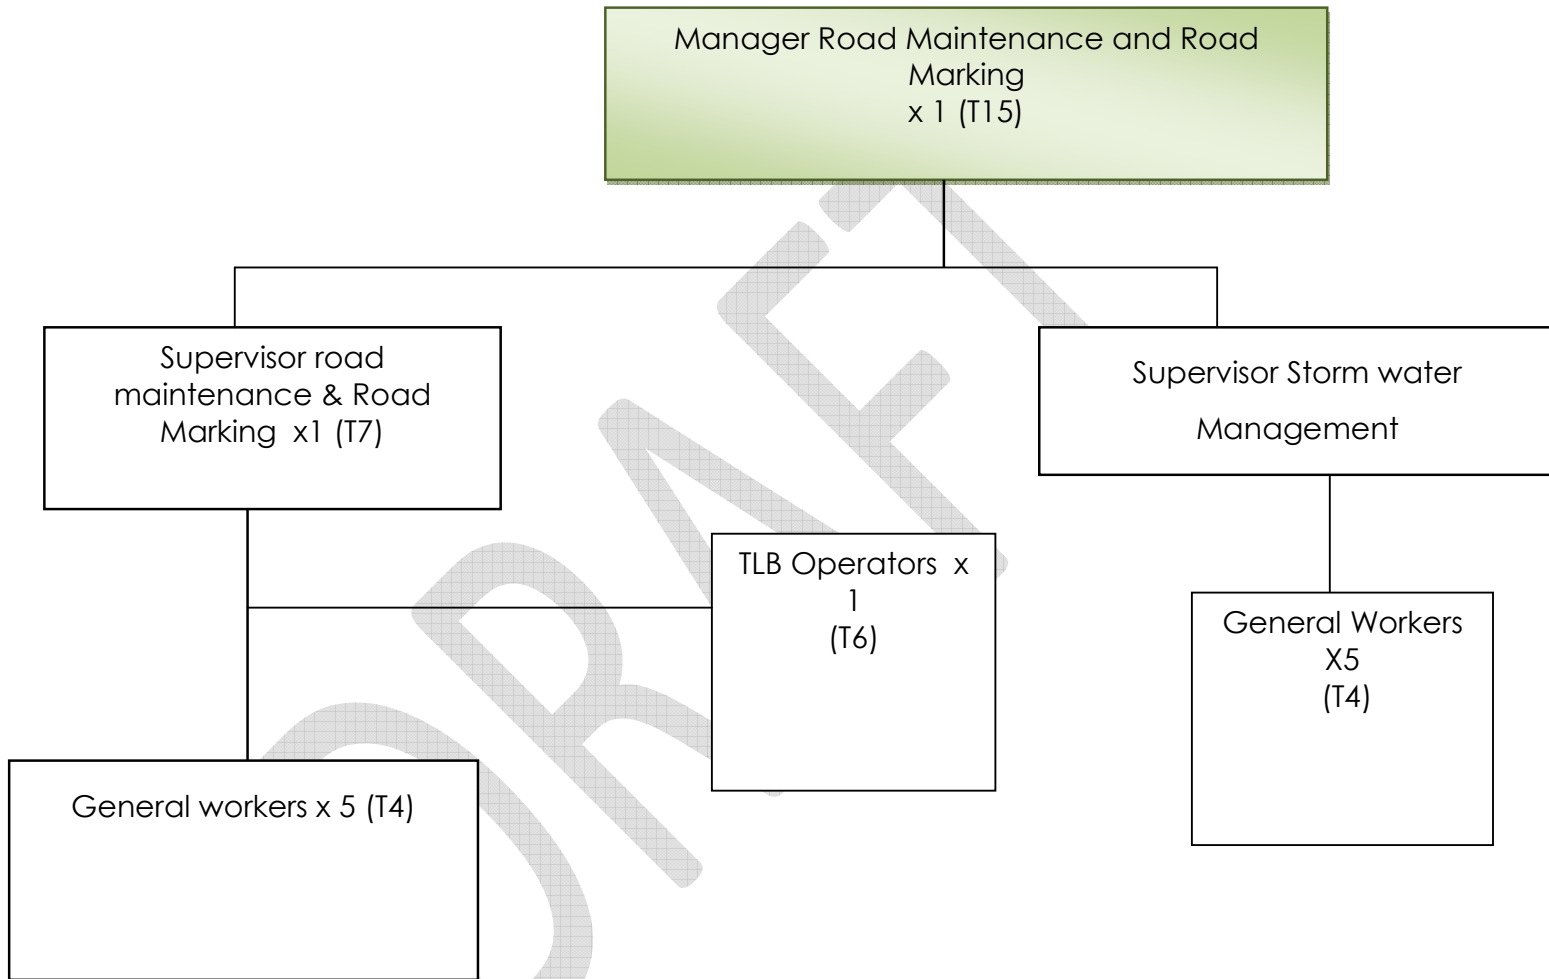 Manager Road Maintenance and Road
Marking
x 1 (T15)
Supervisor road
maintenance & Road
Marking  x1 (T7)
Supervisor Storm water
Management
TLB Operators  x
1
(T6)
General Workers
X5
(T4)
General workers x 5 (T4)
DRAFT